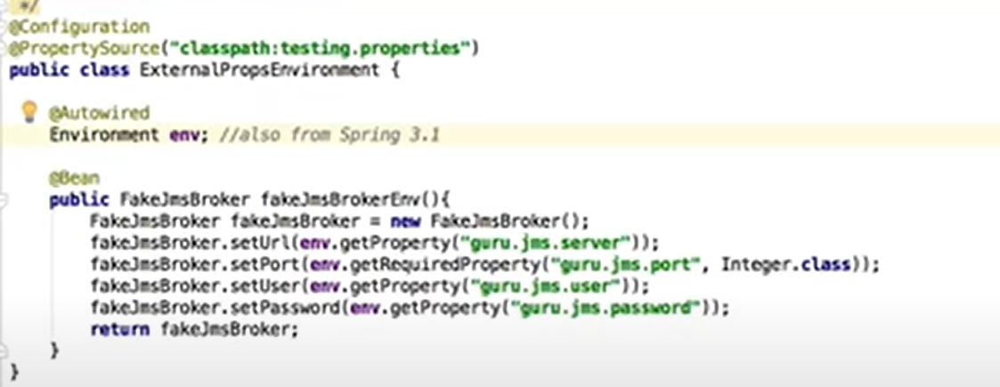 */
@Configuration
@PropertySource("classpath:testing.properties")
public class ExternalPropsEnvironment {
@Autowired
Environment env; //also from Spring 3.1
@Bean
public FakeJmsBroker fakeJmsBrokerEnv(){
FakeJmsBroker fakeJmsBroker = new FakeJmsBroker();
fakeJmsBroker.setUrl(env.getProperty("guru.jms.server"));
fakeJmsBroker.setPort(env.getRequiredProperty("guru.jms.port", Integer.class));
fakeJmsBroker.setUser(env.getProperty("guru.jms.user"));
fakeJmsBroker.setPassword(env.getProperty("guru.jms.password"));
return fakeJmsBroker;
}
}